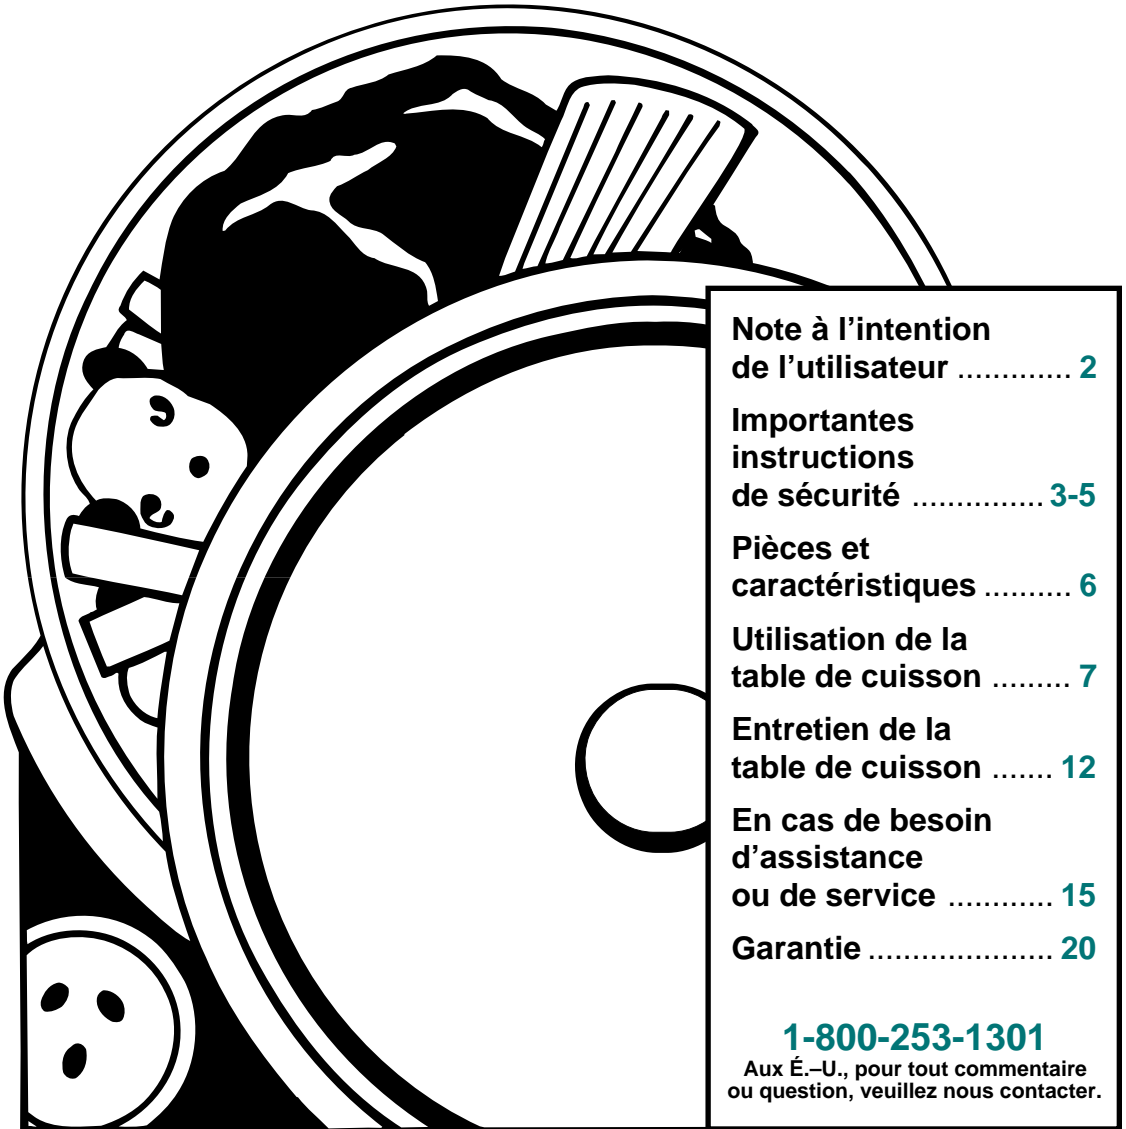 Note à l’intention
de l’utilisateur ............. 2
Importantes
instructions
de sécurité ............... 3-5
Pièces et
caractéristiques .......... 6
Utilisation de la
table de cuisson ......... 7
Entretien de la
table de cuisson ....... 12
En cas de besoin
d’assistance
ou de service ............ 15
Garantie ..................... 20
1-800-253-1301
Aux É.–U., pour tout commentaire
ou question, veuillez nous contacter.